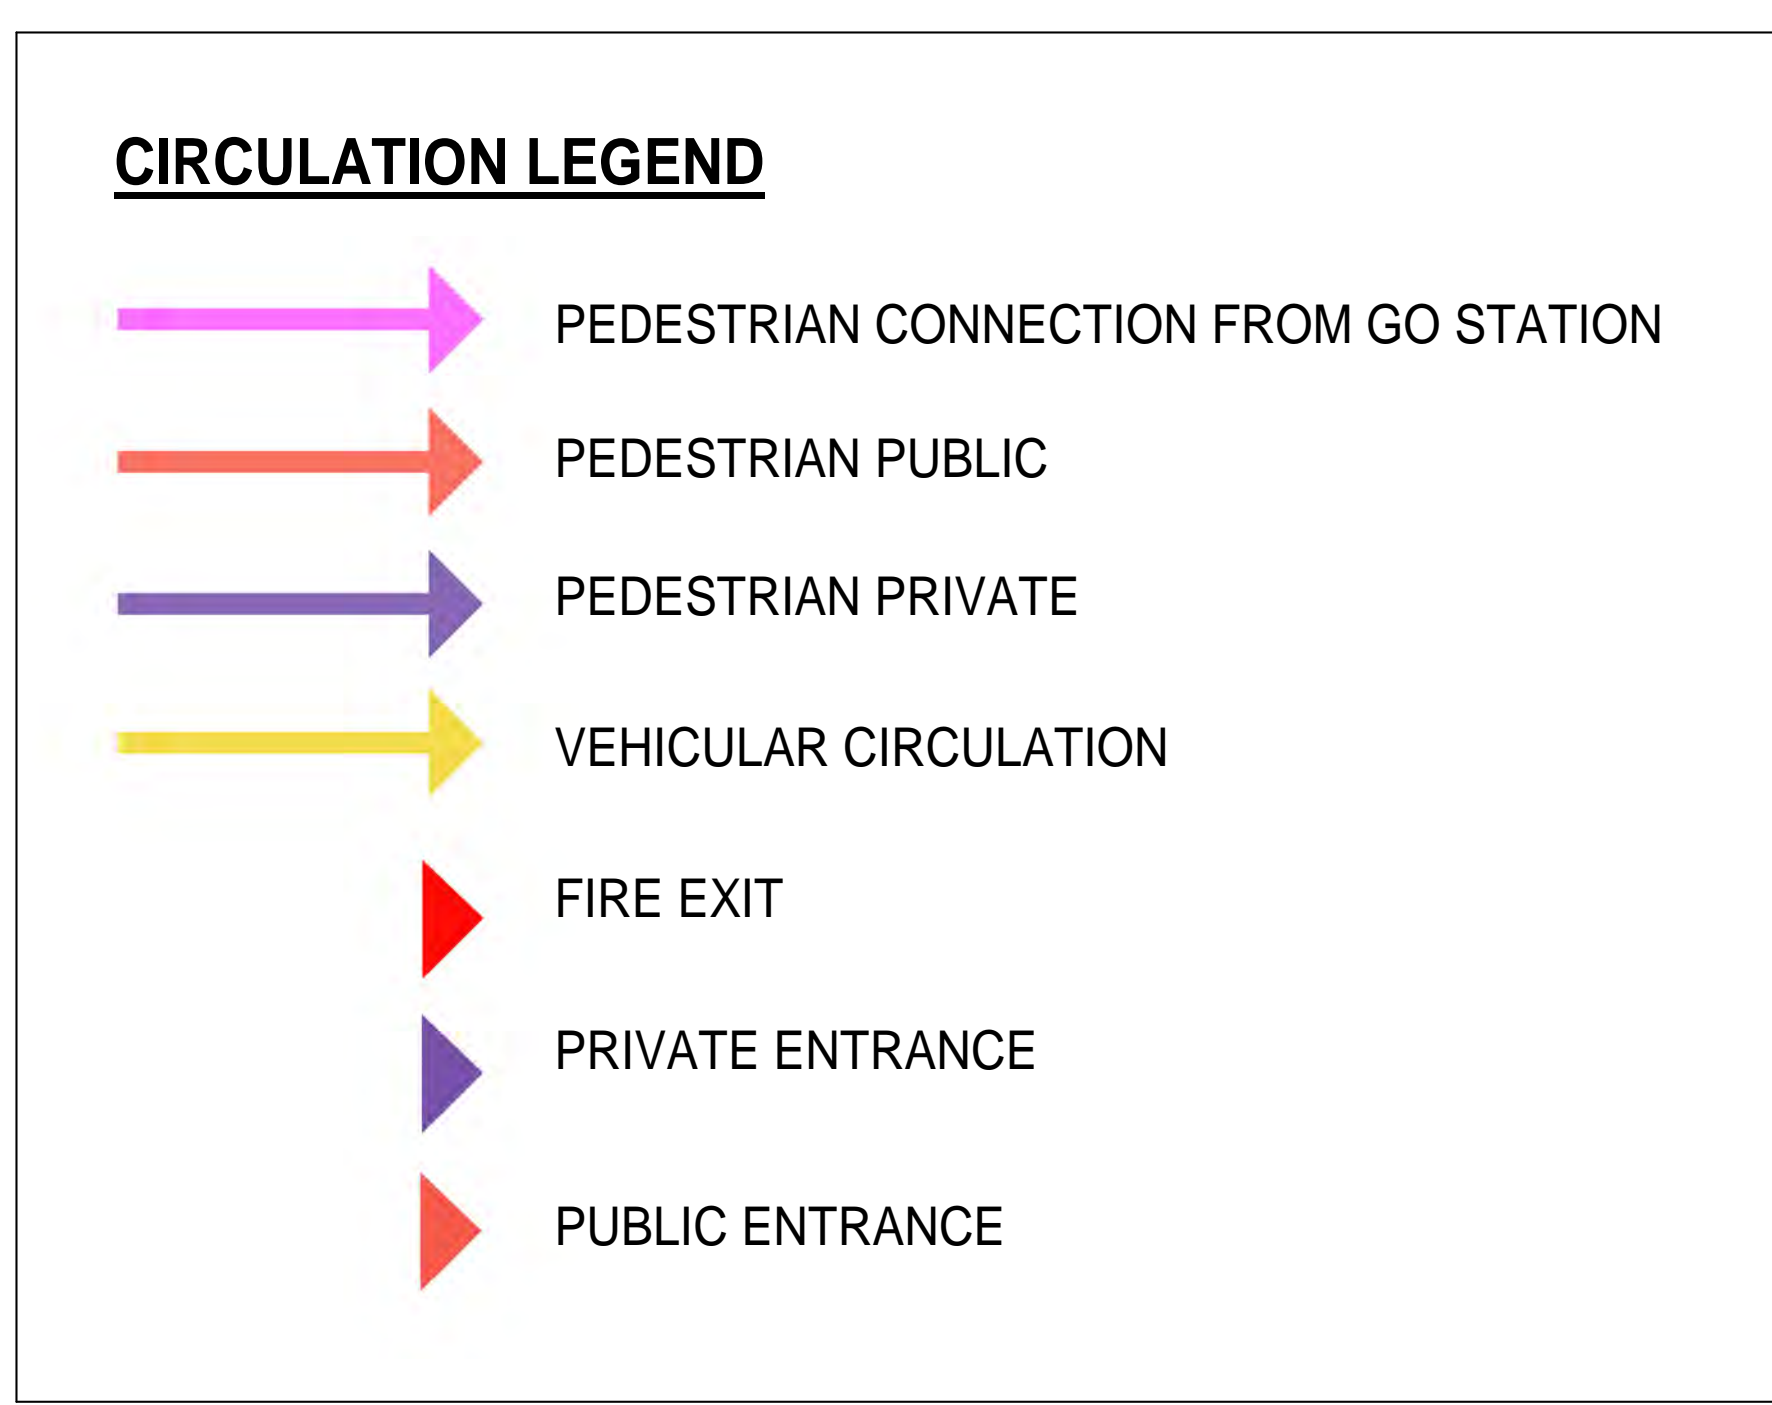 CIRCULATION LEGEND
PEDESTRIAN CONNECTION FROM GO STATION
PEDESTRIAN PUBLIC
PEDESTRIAN PRIVATE
VEHICULAR CIRCULATION
FIRE EXIT
PRIVATE ENTRANCE
PUBLIC ENTRANCE